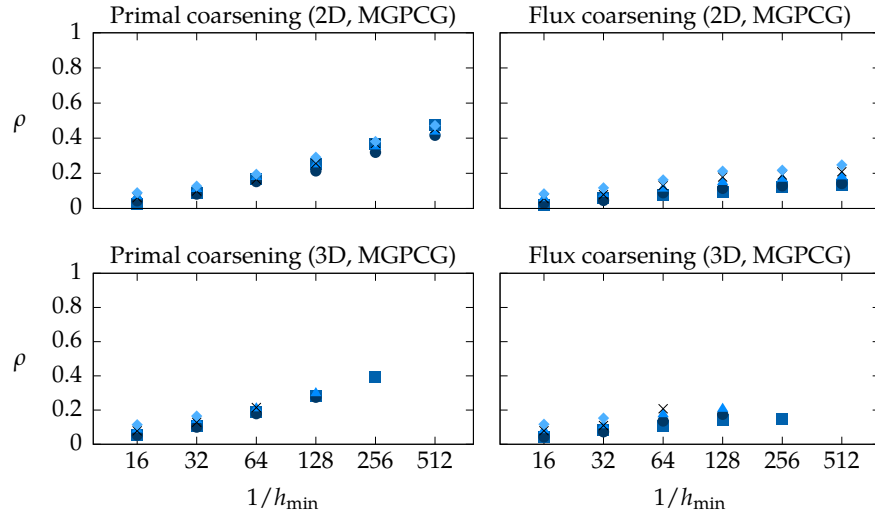 Primal coarsening (2D, MGPCG)
Flux coarsening (2D, MGPCG)
1
0.8
0.6
0.4
0.2
0
ρ
Primal coarsening (3D, MGPCG)
Flux coarsening (3D, MGPCG)
1
0.8
0.6
0.4
0.2
0
ρ
16 32 64 128 256 512
16 32 64 128 256 512
1/h_min
1/h_min